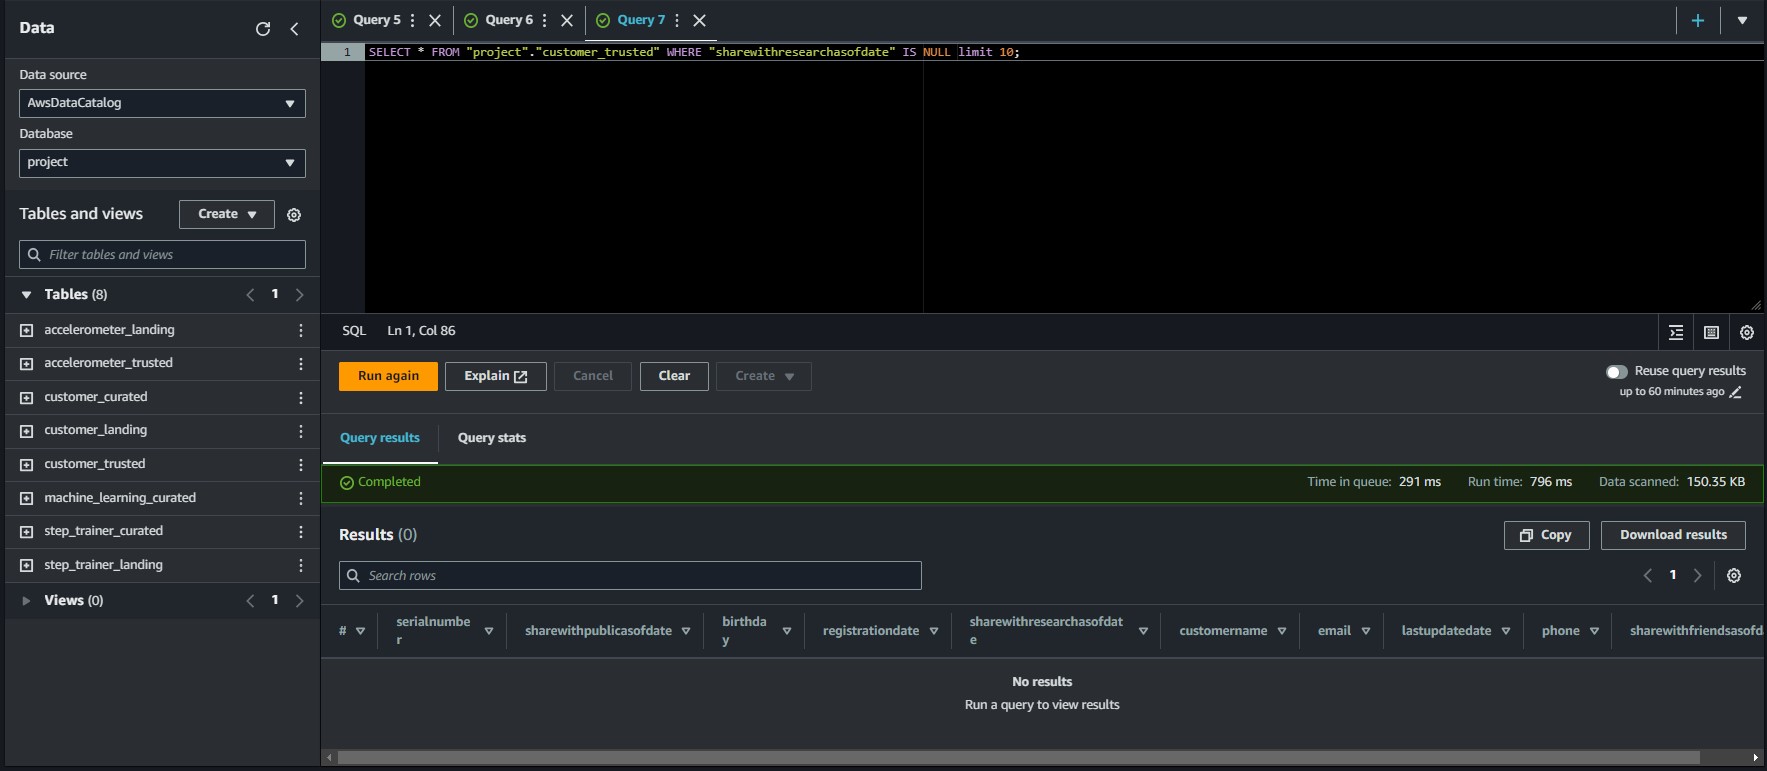 Data
Data source
AwsDataCatalog
Database
project
Tables and views
Create
Filter tables and views
Tables (8)
1
accelerometer_landing
accelerometer_trusted
customer_curated
customer_landing
customer_trusted
machine_learning_curated
step_trainer_curated
step_trainer_landing
Views (0)
1
Query 5
Query 6
Query 7
1 SELECT * FROM "project"."customer_trusted" WHERE "sharewithresearchasofdate" IS NULL limit 10;
SQL Ln 1, Col 86
Run again
Explain
Cancel
Clear
Create
Reuse query results
up to 60 minutes ago
Query results
Query stats
Completed
Time in queue: 291 ms Run time: 796 ms Data scanned: 150.35 KB
Results (0)
Copy
Download results
Search rows
1
#
serialnumbe
r
sharewithpublicasofdate
birthda
y
registrationdate
sharewithresearchasofdat
e
customername
email
lastupdatedate
phone
sharewithfriendsasofda
No results
Run a query to view results